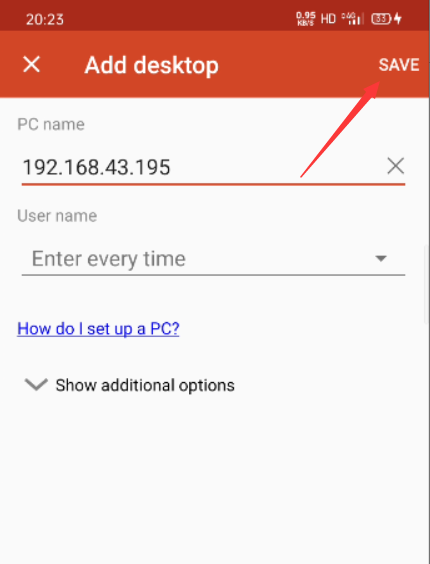 20:23 0.95 KB/S HD 4G 33
Add desktop SAVE
PC name
192.168.43.195
User name
Enter every time
How do I set up a PC?
Show additional options